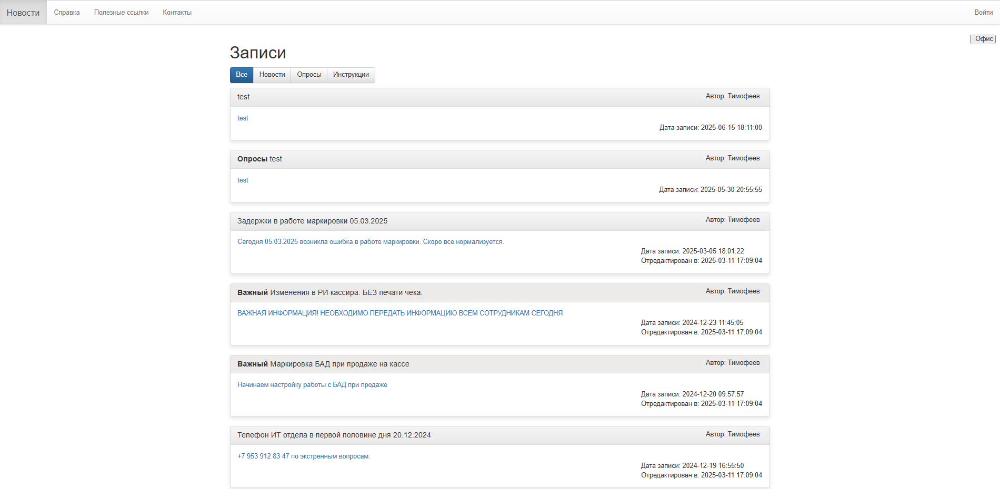 Новости Справка Полезные ссылки Контакты Войти
Офис
Записи
Все Новости Опросы Инструкции
test Автор: Тимофеев
test
Дата записи: 2025-06-15 18:11:00
Опросы test Автор: Тимофеев
test
Дата записи: 2025-05-30 20:55:55
Задержки в работе маркировки 05.03.2025 Автор: Тимофеев
Сегодня 05.03.2025 возникла ошибка в работе маркировки. Скоро все нормализуется.
Дата записи: 2025-03-05 18:01:22
Отредактирован в: 2025-03-11 17:09:04
Важный Изменения в РИ кассира. БЕЗ печати чека. Автор: Тимофеев
ВАЖНАЯ ИНФОРМАЦИЯ! НЕОБХОДИМО ПЕРЕДАТЬ ИНФОРМАЦИЮ ВСЕМ СОТРУДНИКАМ СЕГОДНЯ
Дата записи: 2024-12-23 11:45:05
Отредактирован в: 2025-03-11 17:09:04
Важный Маркировка БАД при продаже на кассе Автор: Тимофеев
Начинаем настройку работы с БАД при продаже
Дата записи: 2024-12-20 09:57:57
Отредактирован в: 2025-03-11 17:09:04
Телефон ИТ отдела в первой половине дня 20.12.2024 Автор: Тимофеев
+7 953 912 83 47 по экстренным вопросам.
Дата записи: 2024-12-19 16:55:50
Отредактирован в: 2025-03-11 17:09:04